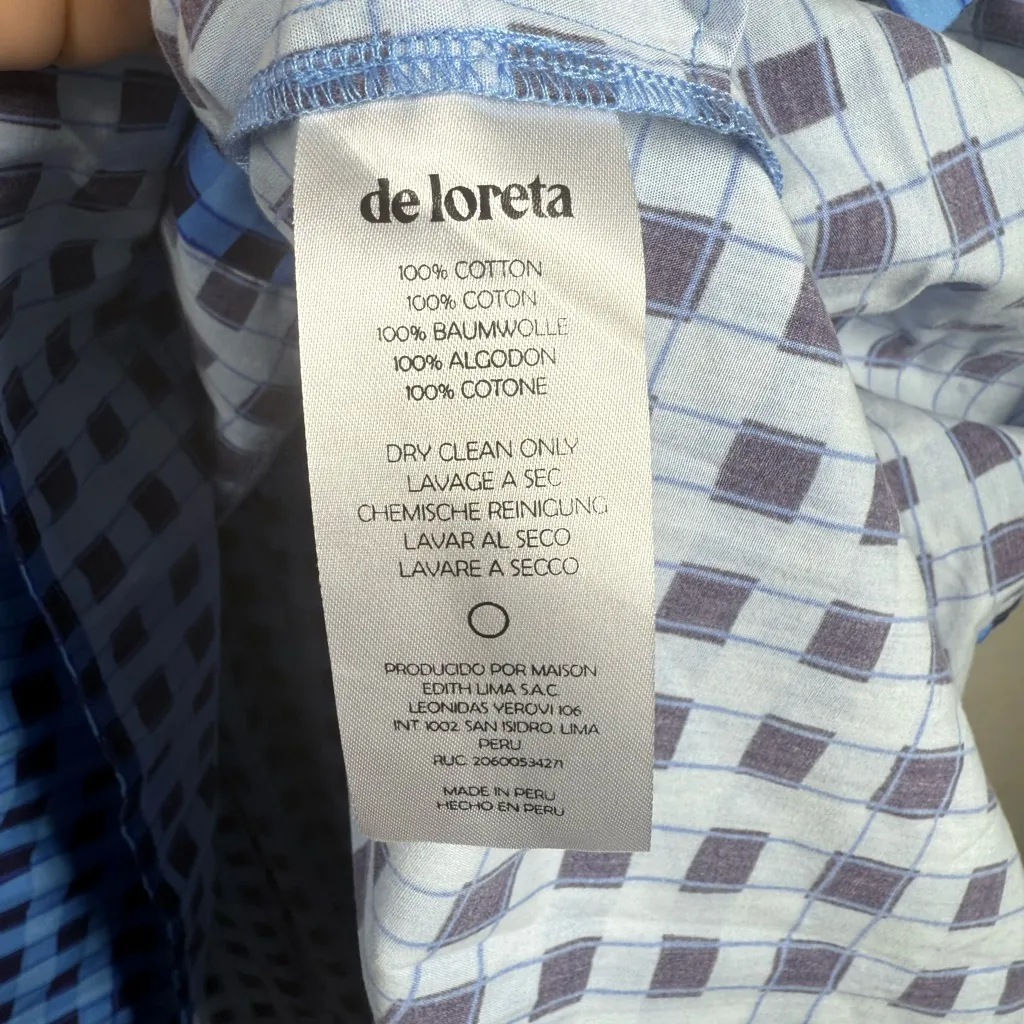 de loreta
100% COTTON
100% COTON
100% BAUMWOLLE
100% ALGODON
100% COTONE
DRY CLEAN ONLY
LAVAGE A SEC
CHEMISCHE REINIGUNG
LAVAR AL SECO
LAVARE A SECCO
PRODUCIDO POR MAISON
EDITH LIMA S.A.C
LEONIDAS YEROVI 106
INT 1002. SAN ISIDRO. LIMA
PERU
RUC. 20600534271
MADE IN PERU
HECHO EN PERU